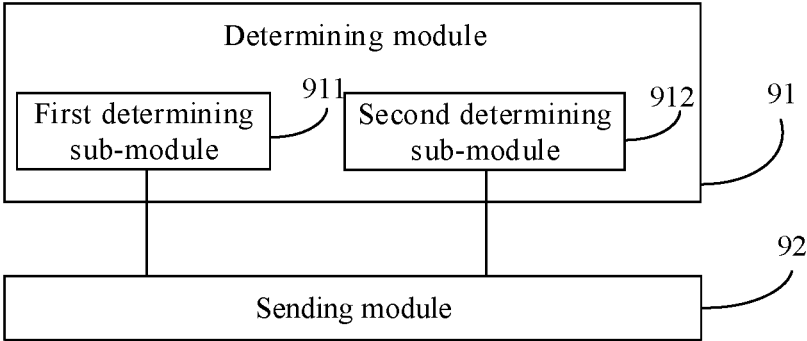 Determining module
911
First determining
sub-module
912
Second determining
sub-module
91
92
Sending module